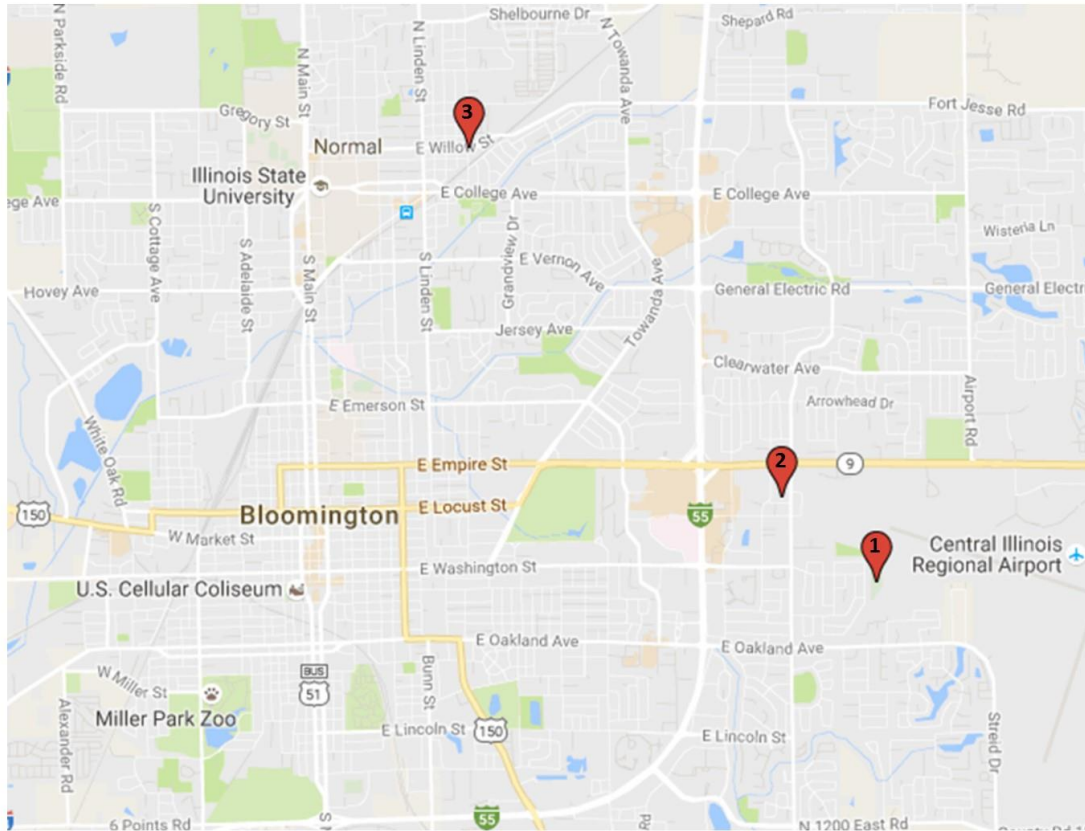 Shelbourne Dr
Shepard Rd
N Parkside Rd
N Main St
N Linden St
N Towanda Ave
Gregory St
3
Fort Jesse Rd
Normal
E Willow St
Illinois State
University
E College Ave
E College Ave
ege Ave
S Cottage Ave
S Adelaide St
S Main St
S Linden St
Grandview Dr
Wisteria Ln
E Vernon Ave
Hovey Ave
General Electric Rd
General Electr
Jersey Ave
Towanda Ave
Clearwater Ave
Airport Rd
Arrowhead Dr
E Emerson St
White Oak Rd
E Empire St
2
9
150
Bloomington
E Locust St
55
W Market St
1
Central Illinois
Regional Airport
E Washington St
U.S. Cellular Coliseum
E Oakland Ave
E Oakland Ave
W Miller St
BUS
51
Bunn St
Miller Park Zoo
Alexander Rd
E Lincoln St
150
E Lincoln St
Streid Dr
6 Points Rd
S M
55
N 1200 East Rd